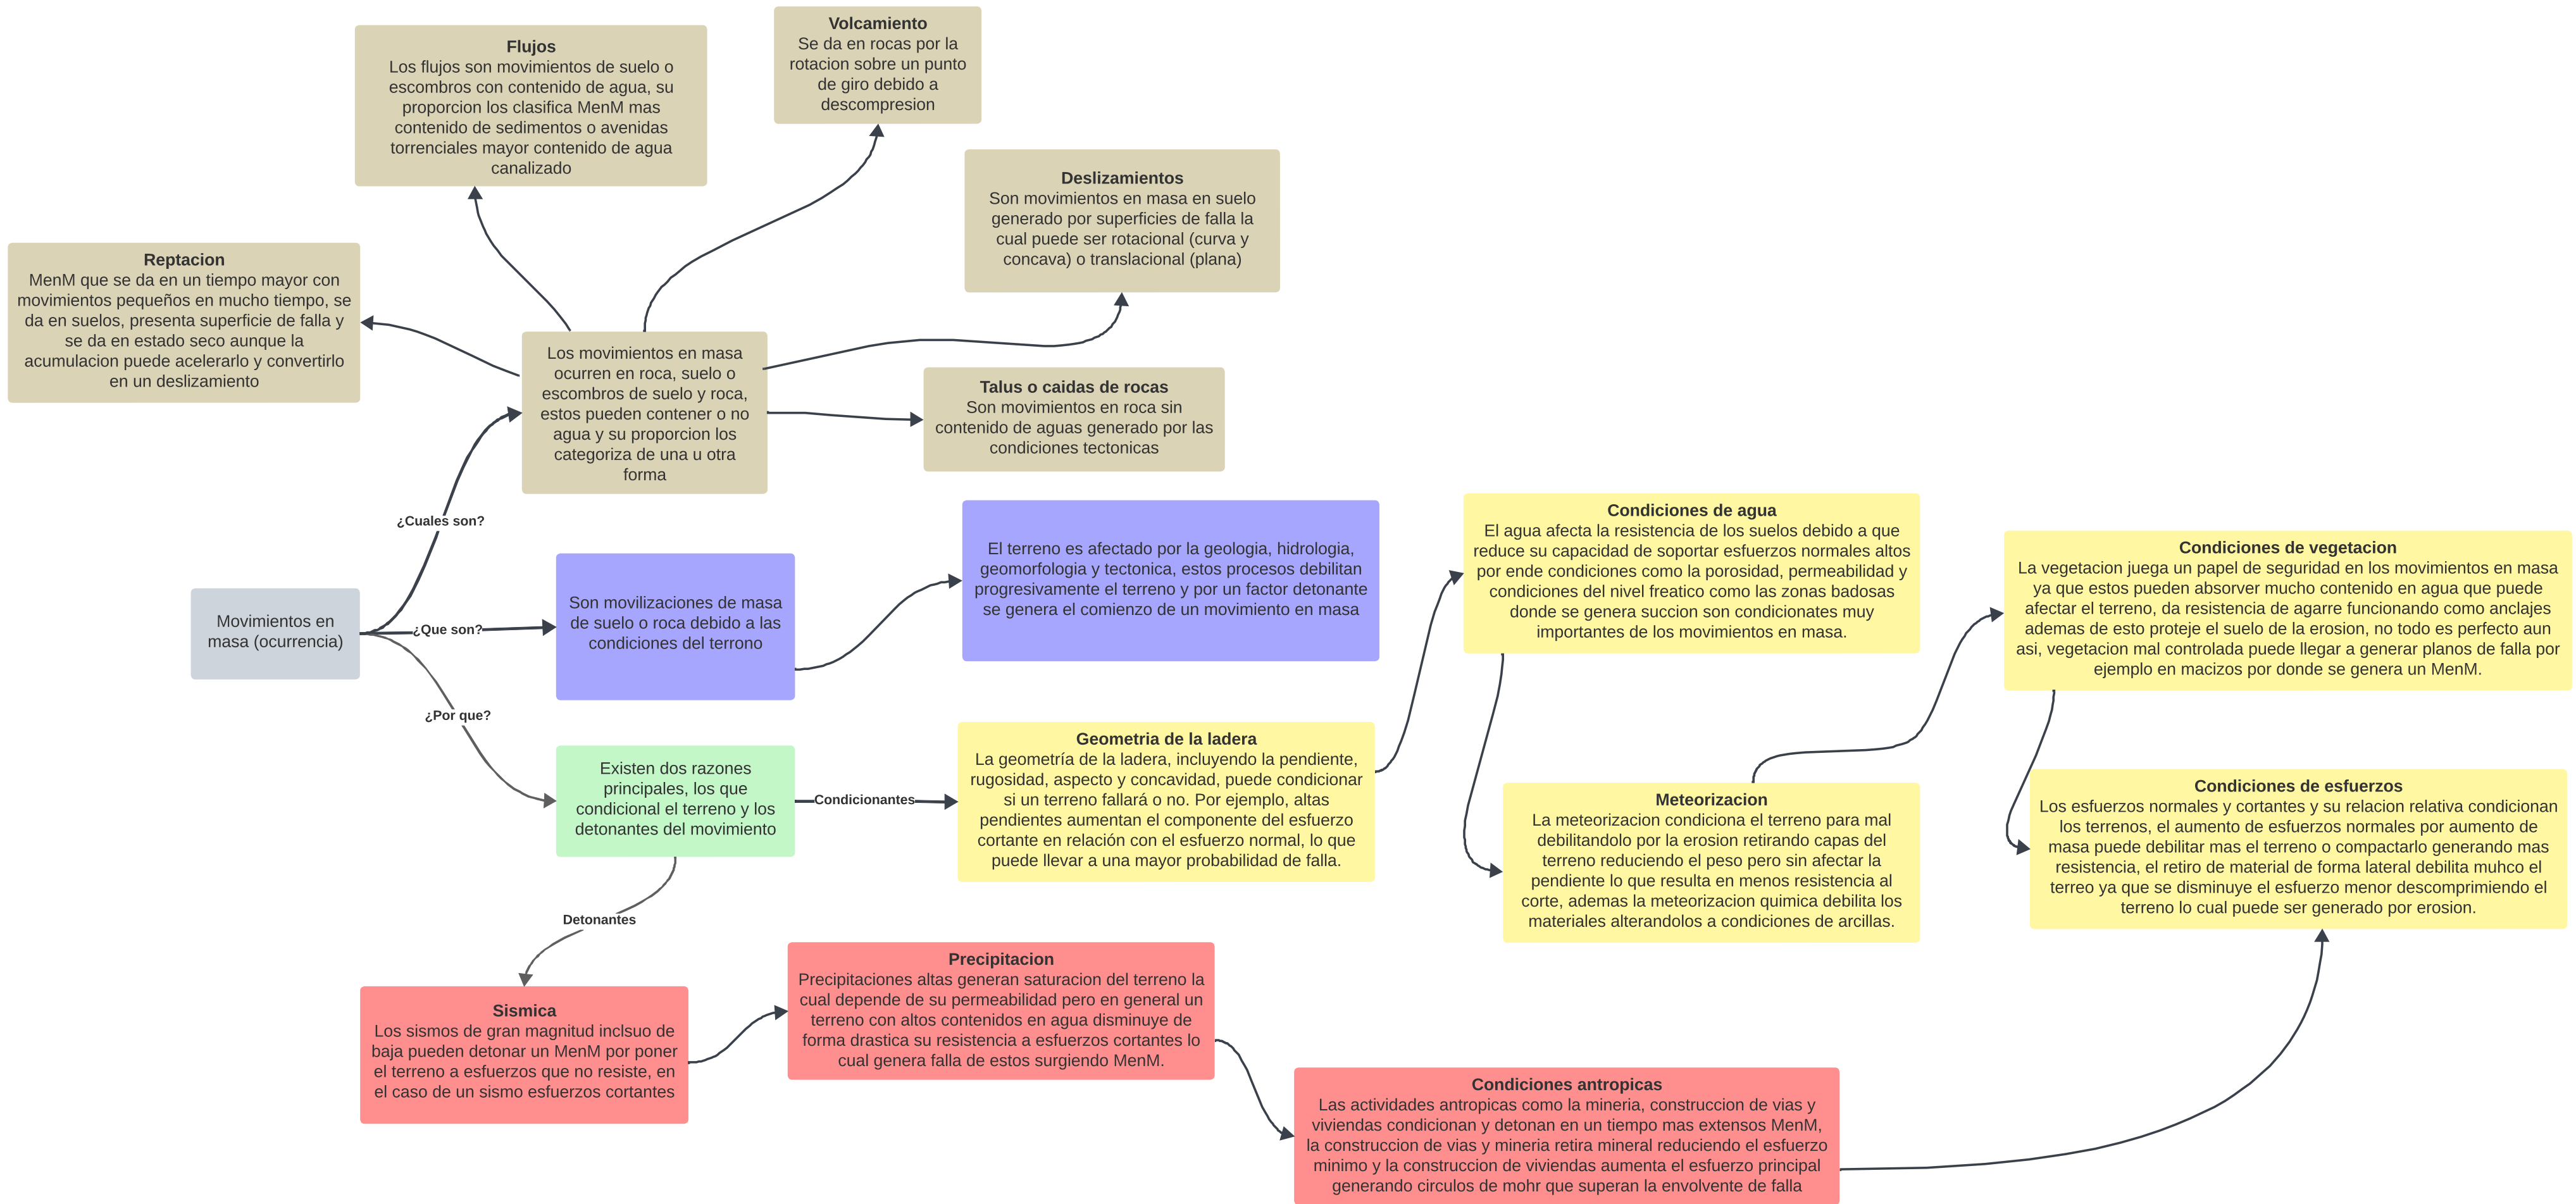 Volcamiento
Se da en rocas por la
rotacion sobre un punto
de giro debido a
descompresion
Flujos
Los flujos son movimientos de suelo o
escombros con contenido de agua, su
proporcion los clasifica MenM mas
contenido de sedimentos o avenidas
torrenciales mayor contenido de agua
canalizado
Deslizamientos
Son movimientos en masa en suelo
generado por superficies de falla la
cual puede ser rotacional (curva y
concava) o translacional (plana)
Reptacion
MenM que se da en un tiempo mayor con
movimientos pequeños en mucho tiempo, se
da en suelos, presenta superficie de falla y
se da en estado seco aunque la
acumulacion puede acelerarlo y convertirlo
en un deslizamiento
Los movimientos en masa
ocurren en roca, suelo o
escombros de suelo y roca,
estos pueden contener o no
agua y su proporcion los
categoriza de una u otra
forma
Talus o caidas de rocas
Son movimientos en roca sin
contenido de aguas generado por las
condiciones tectonicas
¿Cuales son?
Movimientos en
masa (ocurrencia)
¿Que son?
Son movilizaciones de masa
de suelo o roca debido a las
condiciones del terrono
El terreno es afectado por la geologia, hidrologia,
geomorfologia y tectonica, estos procesos debilitan
progresivamente el terreno y por un factor detonante
se genera el comienzo de un movimiento en masa
¿Por que?
Existen dos razones
principales, los que
condicional el terreno y los
detonantes del movimiento
Condicionantes
Geometria de la ladera
La geometría de la ladera, incluyendo la pendiente,
rugosidad, aspecto y concavidad, puede condicionar
si un terreno fallará o no. Por ejemplo, altas
pendientes aumentan el componente del esfuerzo
cortante en relación con el esfuerzo normal, lo que
puede llevar a una mayor probabilidad de falla.
Condiciones de agua
El agua afecta la resistencia de los suelos debido a que
reduce su capacidad de soportar esfuerzos normales altos
por ende condiciones como la porosidad, permeabilidad y
condiciones del nivel freatico como las zonas badosas
donde se genera succion son condicionates muy
importantes de los movimientos en masa.
Meteorizacion
La meteorizacion condiciona el terreno para mal
debilitandolo por la erosion retirando capas del
terreno reduciendo el peso pero sin afectar la
pendiente lo que resulta en menos resistencia al
corte, ademas la meteorizacion quimica debilita los
materiales alterandolos a condiciones de arcillas.
Condiciones de vegetacion
La vegetacion juega un papel de seguridad en los movimientos en masa
ya que estos pueden absorver mucho contenido en agua que puede
afectar el terreno, da resistencia de agarre funcionando como anclajes
ademas de esto proteje el suelo de la erosion, no todo es perfecto aun
asi, vegetacion mal controlada puede llegar a generar planos de falla por
ejemplo en macizos por donde se genera un MenM.
Condiciones de esfuerzos
Los esfuerzos normales y cortantes y su relacion relativa condicionan
los terrenos, el aumento de esfuerzos normales por aumento de
masa puede debilitar mas el terreno o compactarlo generando mas
resistencia, el retiro de material de forma lateral debilita muhco el
terreo ya que se disminuye el esfuerzo menor descomprimiendo el
terreno lo cual puede ser generado por erosion.
Detonantes
Sismica
Los sismos de gran magnitud inclsuo de
baja pueden detonar un MenM por poner
el terreno a esfuerzos que no resiste, en
el caso de un sismo esfuerzos cortantes
Precipitacion
Precipitaciones altas generan saturacion del terreno la
cual depende de su permeabilidad pero en general un
terreno con altos contenidos en agua disminuye de
forma drastica su resistencia a esfuerzos cortantes lo
cual genera falla de estos surgiendo MenM.
Condiciones antropicas
Las actividades antropicas como la mineria, construccion de vias y
viviendas condicionan y detonan en un tiempo mas extensos MenM,
la construccion de vias y mineria retira mineral reduciendo el esfuerzo
minimo y la construccion de viviendas aumenta el esfuerzo principal
generando circulos de mohr que superan la envolvente de falla